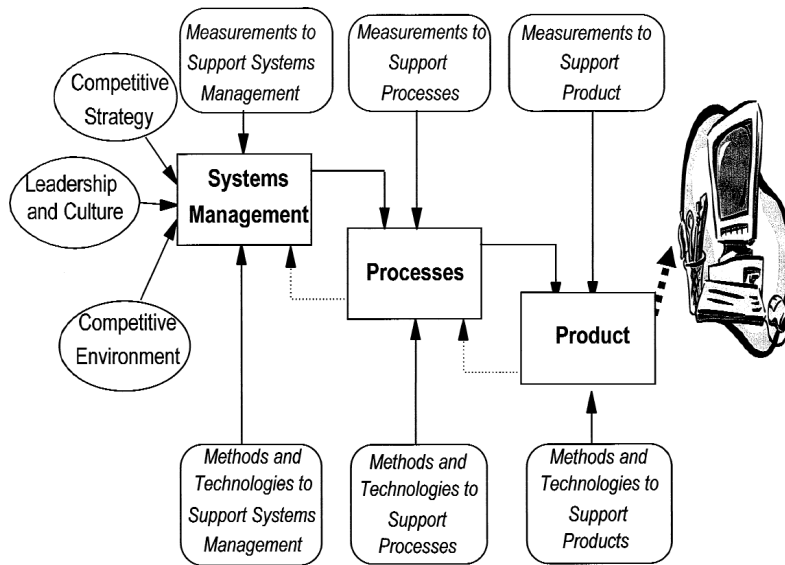 Measurements to
Support Systems
Management
Measurements to
Support
Processes
Measurements to
Support
Product
Competitive
Strategy
Leadership
and Culture
Competitive
Environment
Systems
Management
Processes
Product
Methods and
Technologies to
Support Systems
Management
Methods and
Technologies to
Support
Processes
Methods and
Technologies to
Support
Products